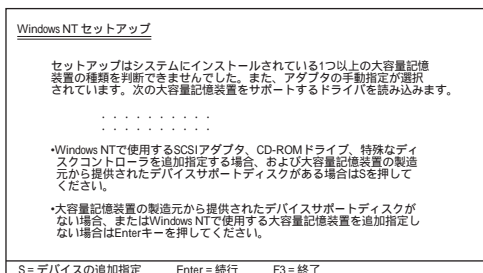 Windows NT セットアップ
セットアップはシステムにインストールされている1つ以上の大容量記憶
装置の種類を判断できませんでした。また、アダプタの手動指定が選択
されています。次の大容量記憶装置をサポートするドライバを読み込みます。
. . . . . . . . . .
. . . . . . . . . .
•Windows NTで使用するSCSIアダプタ、CD-ROMドライブ、特殊なディ
スクコントローラを追加指定する場合、および大容量記憶装置の製造
元から提供されたデバイスサポートディスクがある場合はSを押して
ください。
•大容量記憶装置の製造元から提供されたデバイスサポートディスクが
ない場合、またはWindows NTで使用する大容量記憶装置を追加指定し
ない場合はEnterキーを押してください。
S = デバイスの追加指定 Enter = 続行 F3 = 終了